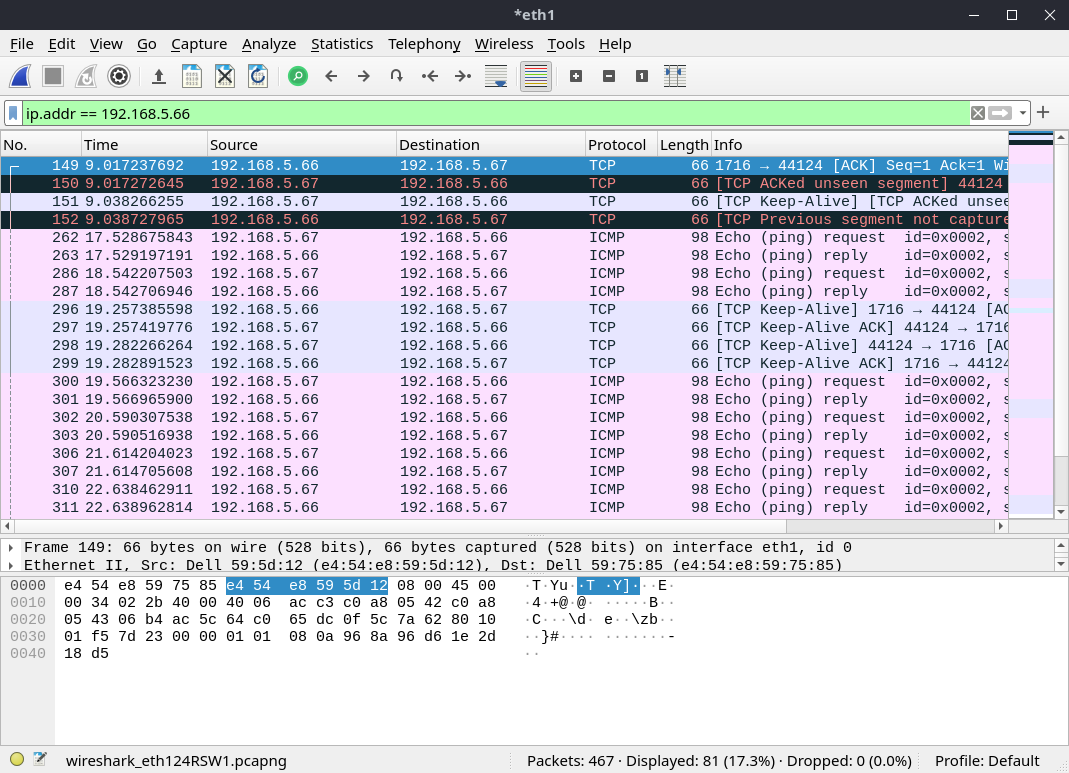 *eth1
File Edit View Go Capture Analyze Statistics Telephony Wireless Tools Help
ip.addr == 192.168.5.66
No. Time Source Destination Protocol Length Info
149 9.017237692 192.168.5.66 192.168.5.67 TCP 66 1716 → 44124 [ACK] Seq=1 Ack=1 Wi
150 9.017272645 192.168.5.67 192.168.5.66 TCP 66 [TCP ACKed unseen segment] 44124
151 9.038266255 192.168.5.67 192.168.5.66 TCP 66 [TCP Keep-Alive] [TCP ACKed unsee
152 9.038727965 192.168.5.66 192.168.5.67 TCP 66 [TCP Previous segment not capture
262 17.528675843 192.168.5.67 192.168.5.66 ICMP 98 Echo (ping) request id=0x0002, s
263 17.529197191 192.168.5.66 192.168.5.67 ICMP 98 Echo (ping) reply id=0x0002, s
286 18.542207503 192.168.5.67 192.168.5.66 ICMP 98 Echo (ping) request id=0x0002, s
287 18.542706946 192.168.5.66 192.168.5.67 ICMP 98 Echo (ping) reply id=0x0002, s
296 19.257385598 192.168.5.66 192.168.5.67 TCP 66 [TCP Keep-Alive] 1716 → 44124 [AC
297 19.257419776 192.168.5.67 192.168.5.66 TCP 66 [TCP Keep-Alive ACK] 44124 → 1716
298 19.282266264 192.168.5.67 192.168.5.66 TCP 66 [TCP Keep-Alive] 44124 → 1716 [AC
299 19.282891523 192.168.5.66 192.168.5.67 TCP 66 [TCP Keep-Alive ACK] 1716 → 44124
300 19.566323230 192.168.5.67 192.168.5.66 ICMP 98 Echo (ping) request id=0x0002, s
301 19.566965900 192.168.5.66 192.168.5.67 ICMP 98 Echo (ping) reply id=0x0002, s
302 20.590307538 192.168.5.67 192.168.5.66 ICMP 98 Echo (ping) request id=0x0002, s
303 20.590516938 192.168.5.66 192.168.5.67 ICMP 98 Echo (ping) reply id=0x0002, s
306 21.614204023 192.168.5.67 192.168.5.66 ICMP 98 Echo (ping) request id=0x0002, s
307 21.614705608 192.168.5.66 192.168.5.67 ICMP 98 Echo (ping) reply id=0x0002, s
310 22.638462911 192.168.5.67 192.168.5.66 ICMP 98 Echo (ping) request id=0x0002, s
311 22.638962814 192.168.5.66 192.168.5.67 ICMP 98 Echo (ping) reply id=0x0002, s
Frame 149: 66 bytes on wire (528 bits), 66 bytes captured (528 bits) on interface eth1, id 0
Ethernet II, Src: Dell 59:5d:12 (e4:54:e8:59:5d:12), Dst: Dell 59:75:85 (e4:54:e8:59:75:85)
0000 e4 54 e8 59 75 85 e4 54 e8 59 5d 12 08 00 45 00 ·T·Yu··T·Y]···E·
0010 00 34 02 2b 40 00 40 06 ac c3 c0 a8 05 42 c0 a8 ·4·+@·@······B··
0020 05 43 06 b4 ac 5c 64 c0 65 dc 0f 5c 7a 62 80 10 ·C···\d·e··\zb··
0030 01 f5 7d 23 00 00 01 01 08 0a 96 8a 96 d6 1e 2d ··}#···········-
0040 18 d5 ··
wireshark_eth124RSW1.pcapng Packets: 467 · Displayed: 81 (17.3%) · Dropped: 0 (0.0%) Profile: Default